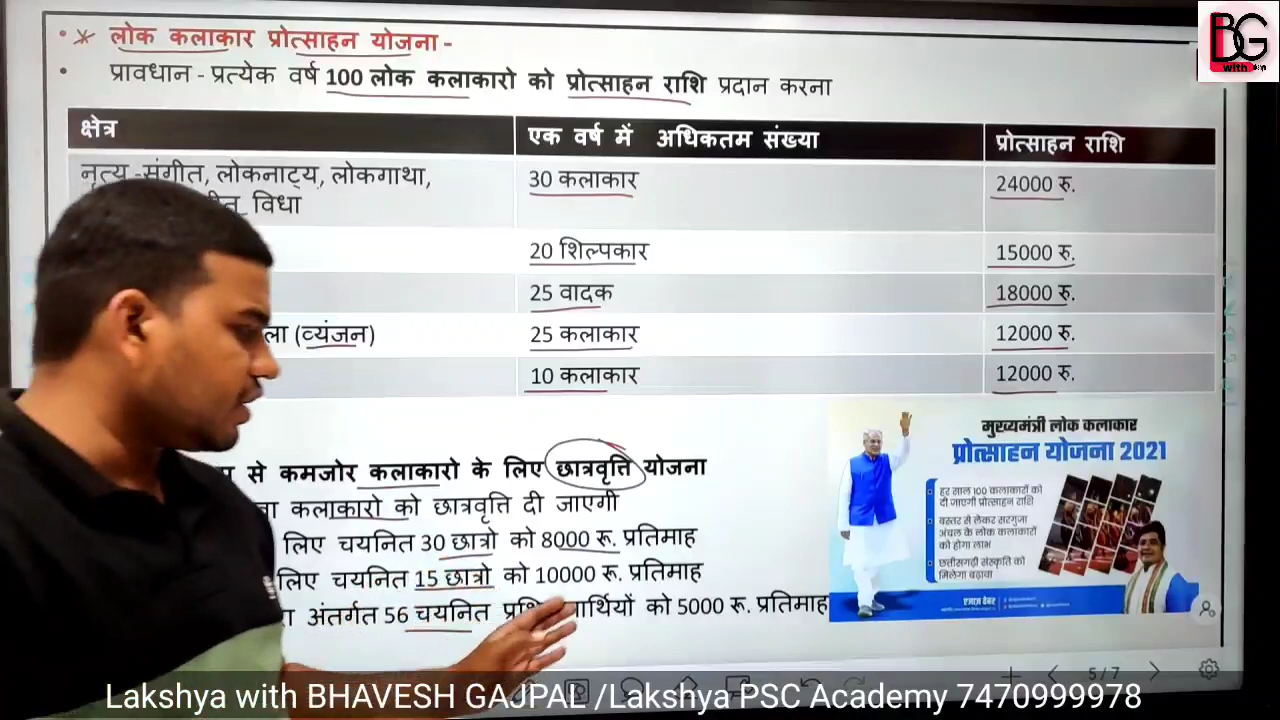 BG
with
लोक कलाकार प्रोत्साहन योजना -
प्रावधान - प्रत्येक वर्ष 100 लोक कलाकारो को प्रोत्साहन राशि प्रदान करना
क्षेत्र एक वर्ष में अधिकतम संख्या प्रोत्साहन राशि
नृत्य -संगीत, लोकनाट्य, लोकगाथा, 30 कलाकार 24000 रु.
विधा
20 शिल्पकार 15000 रु.
25 वादक 18000 रु.
(व्यंजन) 25 कलाकार 12000 रु.
10 कलाकार 12000 रु.
से कमजोर कलाकारो के लिए छात्रवृत्ति योजना
कलाकारो को छात्रवृत्ति दी जाएगी
लिए चयनित 30 छात्रो को 8000 रू. प्रतिमाह
लिए चयनित 15 छात्रो को 10000 रू. प्रतिमाह
अंतर्गत 56 चयनित को 5000 रू. प्रतिमाह
मुख्यमंत्री लोक कलाकार
प्रोत्साहन योजना 2021
हर साल 100 कलाकारों को
दी जाएगी प्रोत्साहन राशि
बस्तर से लेकर सरगुजा
अंचल के लोक कलाकारों
को होगा लाभ
छत्तीसगढ़ी संस्कृति को
मिलेगा बढ़ावा
5/7
Lakshya with BHAVESH GAJPAL /Lakshya PSC Academy 7470999978